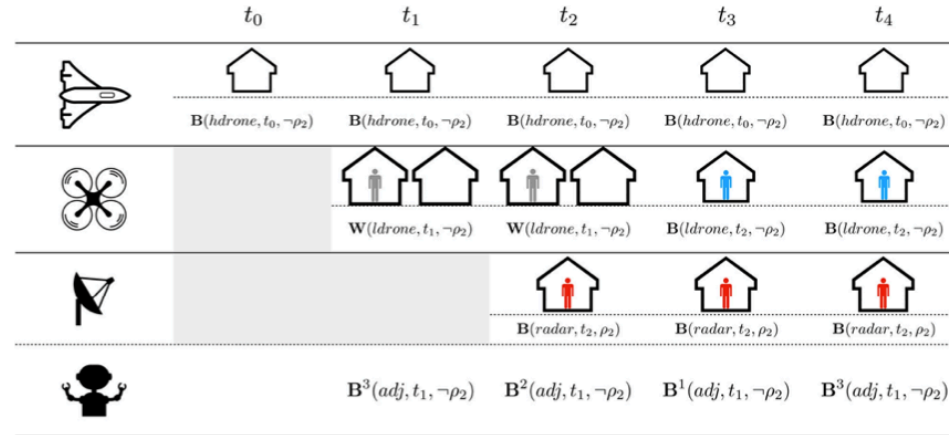 t₀ t₁ t₂ t₃ t₄
B(hdrone, t₀, ¬ρ₂) B(hdrone, t₀, ¬ρ₂) B(hdrone, t₀, ¬ρ₂) B(hdrone, t₀, ¬ρ₂) B(hdrone, t₀, ¬ρ₂)
W(ldrone, t₁, ¬ρ₂) W(ldrone, t₁, ¬ρ₂) B(ldrone, t₂, ¬ρ₂) B(ldrone, t₂, ¬ρ₂)
B(radar, t₂, ρ₂) B(radar, t₂, ρ₂) B(radar, t₂, ρ₂)
B³(adj, t₁, ¬ρ₂) B²(adj, t₁, ¬ρ₂) B¹(adj, t₁, ¬ρ₂) B³(adj, t₁, ¬ρ₂)